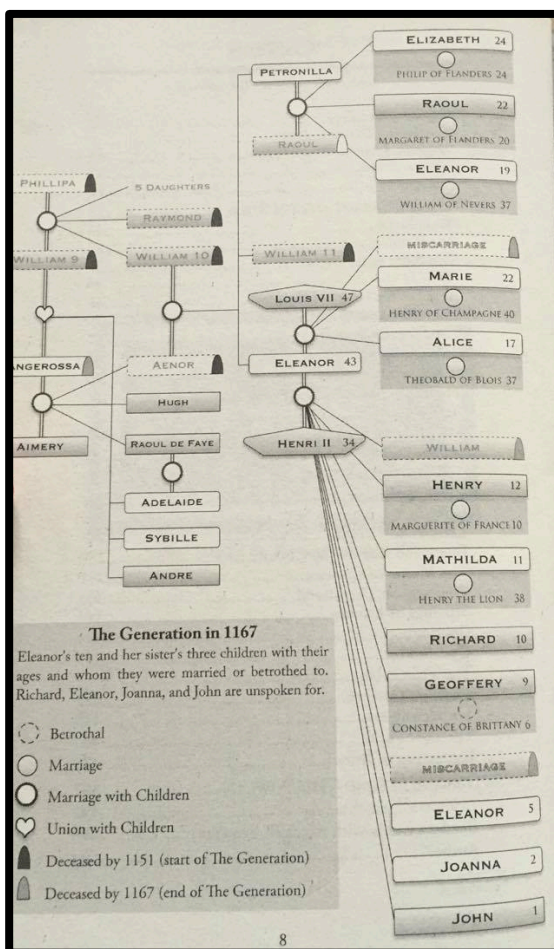 ELIZABETH 24
PHILIP OF FLANDERS 24
PETRONILLA
RAOUL 22
MARGARET OF FLANDERS 20
RAOUL
ELEANOR 19
WILLIAM OF NEVERS 37
PHILLIPA
5 DAUGHTERS
RAYMOND
WILLIAM 9
WILLIAM 10
WILLIAM 11
MISCARRIAGE
MARIE 22
HENRY OF CHAMPAGNE 40
LOUIS VII 47
ALICE 17
THEOBALD OF BLOIS 37
ANGEROSSA
AENOR
ELEANOR 43
HUGH
AIMERY
RAOUL DE FAYE
HENRI II 34
WILLIAM
HENRY 12
MARGUERITE OF FRANCE 10
ADELAIDE
SYBILLE
ANDRE
MATHILDA 11
HENRY THE LION 38
RICHARD 10
GEOFFERY 9
CONSTANCE OF BRITTANY 6
MISCARRIAGE
ELEANOR 5
JOANNA 2
JOHN 1
The Generation in 1167
Eleanor's ten and her sister's three children with their
ages and whom they were married or betrothed to.
Richard, Eleanor, Joanna, and John are unspoken for.
Betrothal
Marriage
Marriage with Children
Union with Children
Deceased by 1151 (start of The Generation)
Deceased by 1167 (end of The Generation)
8